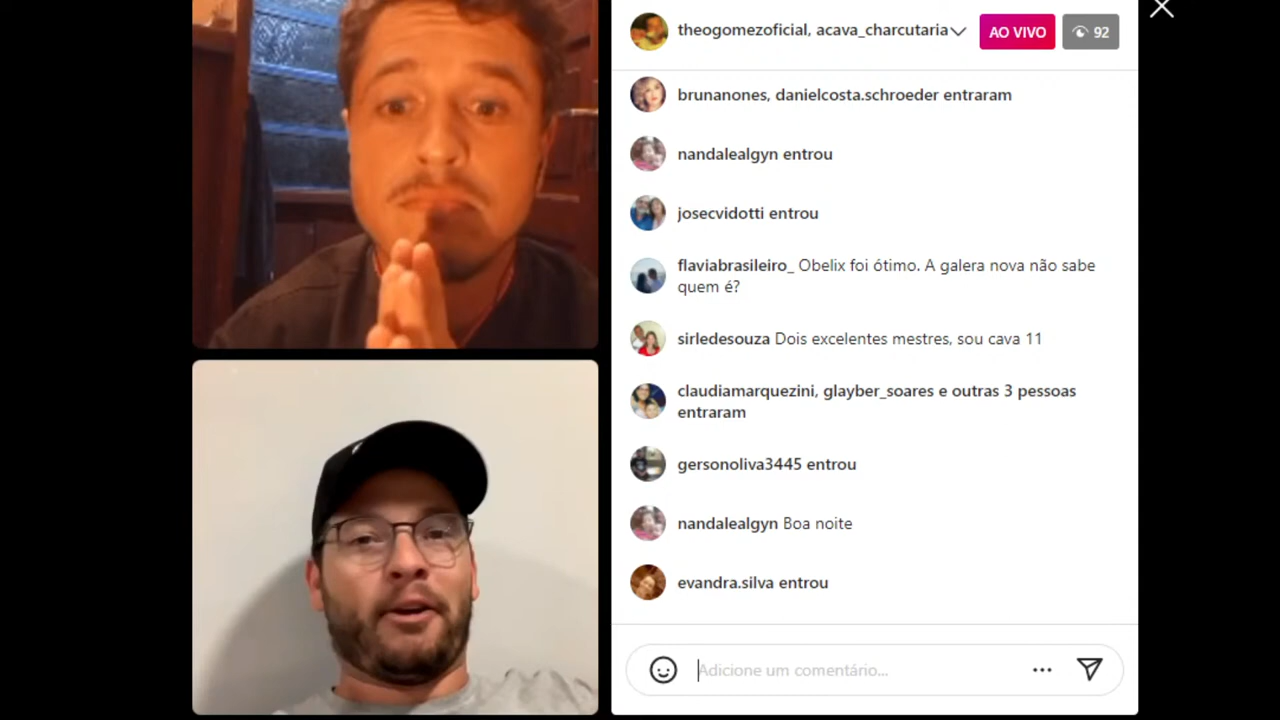 theogomezoficial, acava_charcutaria
AO VIVO
92
brunanones, danielcosta.schroeder entraram
nandalealgyn entrou
josecvidotti entrou
flaviabrasileiro_ Obelix foi ótimo. A galera nova não sabe
quem é?
sirledesouza Dois excelentes mestres, sou cava 11
claudiamarquezini, glayber_soares e outras 3 pessoas
entraram
gersonoliva3445 entrou
nandalealgyn Boa noite
evandra.silva entrou
Adicione um comentário...